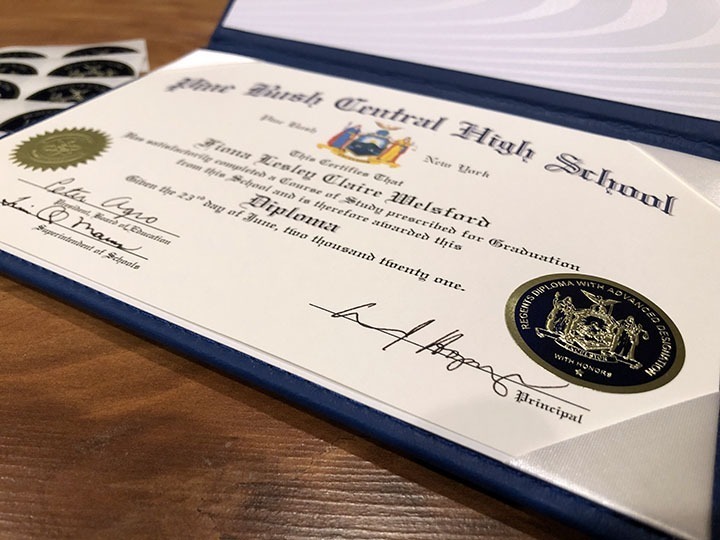 Pine Bush Central High School
Pine Bush New York
This Certifies That
Fiona Lesley Claire Welsford
Has satisfactorily completed a Course of Study prescribed for Graduation
from this School and is therefore awarded this
Diploma
Given the 23rd day of June, two thousand twenty one.
President, Board of Education
Superintendent of Schools
Principal
REGENTS DIPLOMA WITH ADVANCED DESIGNATION
WITH HONORS